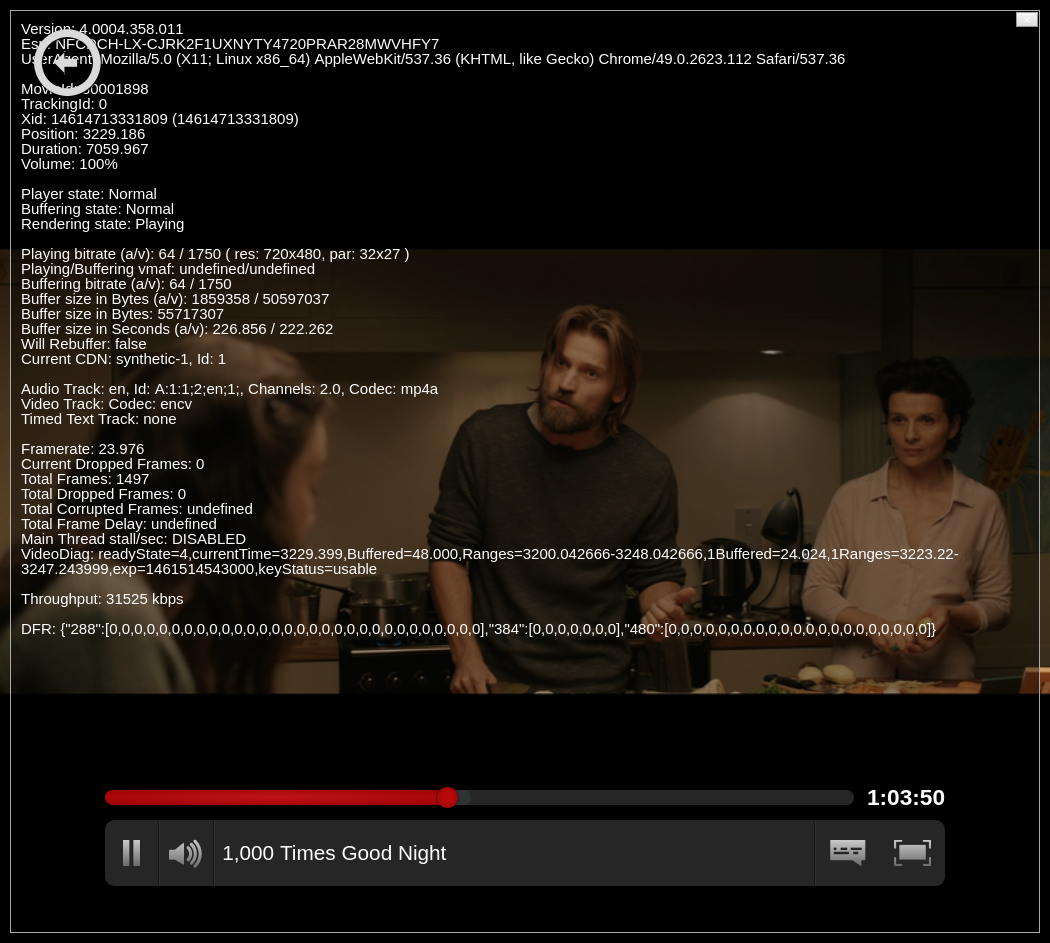 Version: 4.0004.358.011
Esn: NFCDCH-LX-CJRK2F1UXNYTY4720PRAR28MWVHFY7
UserAgent: Mozilla/5.0 (X11; Linux x86_64) AppleWebKit/537.36 (KHTML, like Gecko) Chrome/49.0.2623.112 Safari/537.36
MovieId: 80001898
TrackingId: 0
Xid: 14614713331809 (14614713331809)
Position: 3229.186
Duration: 7059.967
Volume: 100%
Player state: Normal
Buffering state: Normal
Rendering state: Playing
Playing bitrate (a/v): 64 / 1750 ( res: 720x480, par: 32x27 )
Playing/Buffering vmaf: undefined/undefined
Buffering bitrate (a/v): 64 / 1750
Buffer size in Bytes (a/v): 1859358 / 50597037
Buffer size in Bytes: 55717307
Buffer size in Seconds (a/v): 226.856 / 222.262
Will Rebuffer: false
Current CDN: synthetic-1, Id: 1
Audio Track: en, Id: A:1:1;2;en;1;, Channels: 2.0, Codec: mp4a
Video Track: Codec: encv
Timed Text Track: none
Framerate: 23.976
Current Dropped Frames: 0
Total Frames: 1497
Total Dropped Frames: 0
Total Corrupted Frames: undefined
Total Frame Delay: undefined
Main Thread stall/sec: DISABLED
VideoDiag: readyState=4,currentTime=3229.399,Buffered=48.000,Ranges=3200.042666-3248.042666,1Buffered=24.024,1Ranges=3223.22-
3247.243999,exp=1461514543000,keyStatus=usable
Throughput: 31525 kbps
DFR: {"288":[0,0,0,0,0,0,0,0,0,0,0,0,0,0,0,0,0,0,0,0,0,0,0,0,0,0,0,0,0,0],"384":[0,0,0,0,0,0,0],"480":[0,0,0,0,0,0,0,0,0,0,0,0,0,0,0,0,0,0,0,0,0]}
1:03:50
1,000 Times Good Night